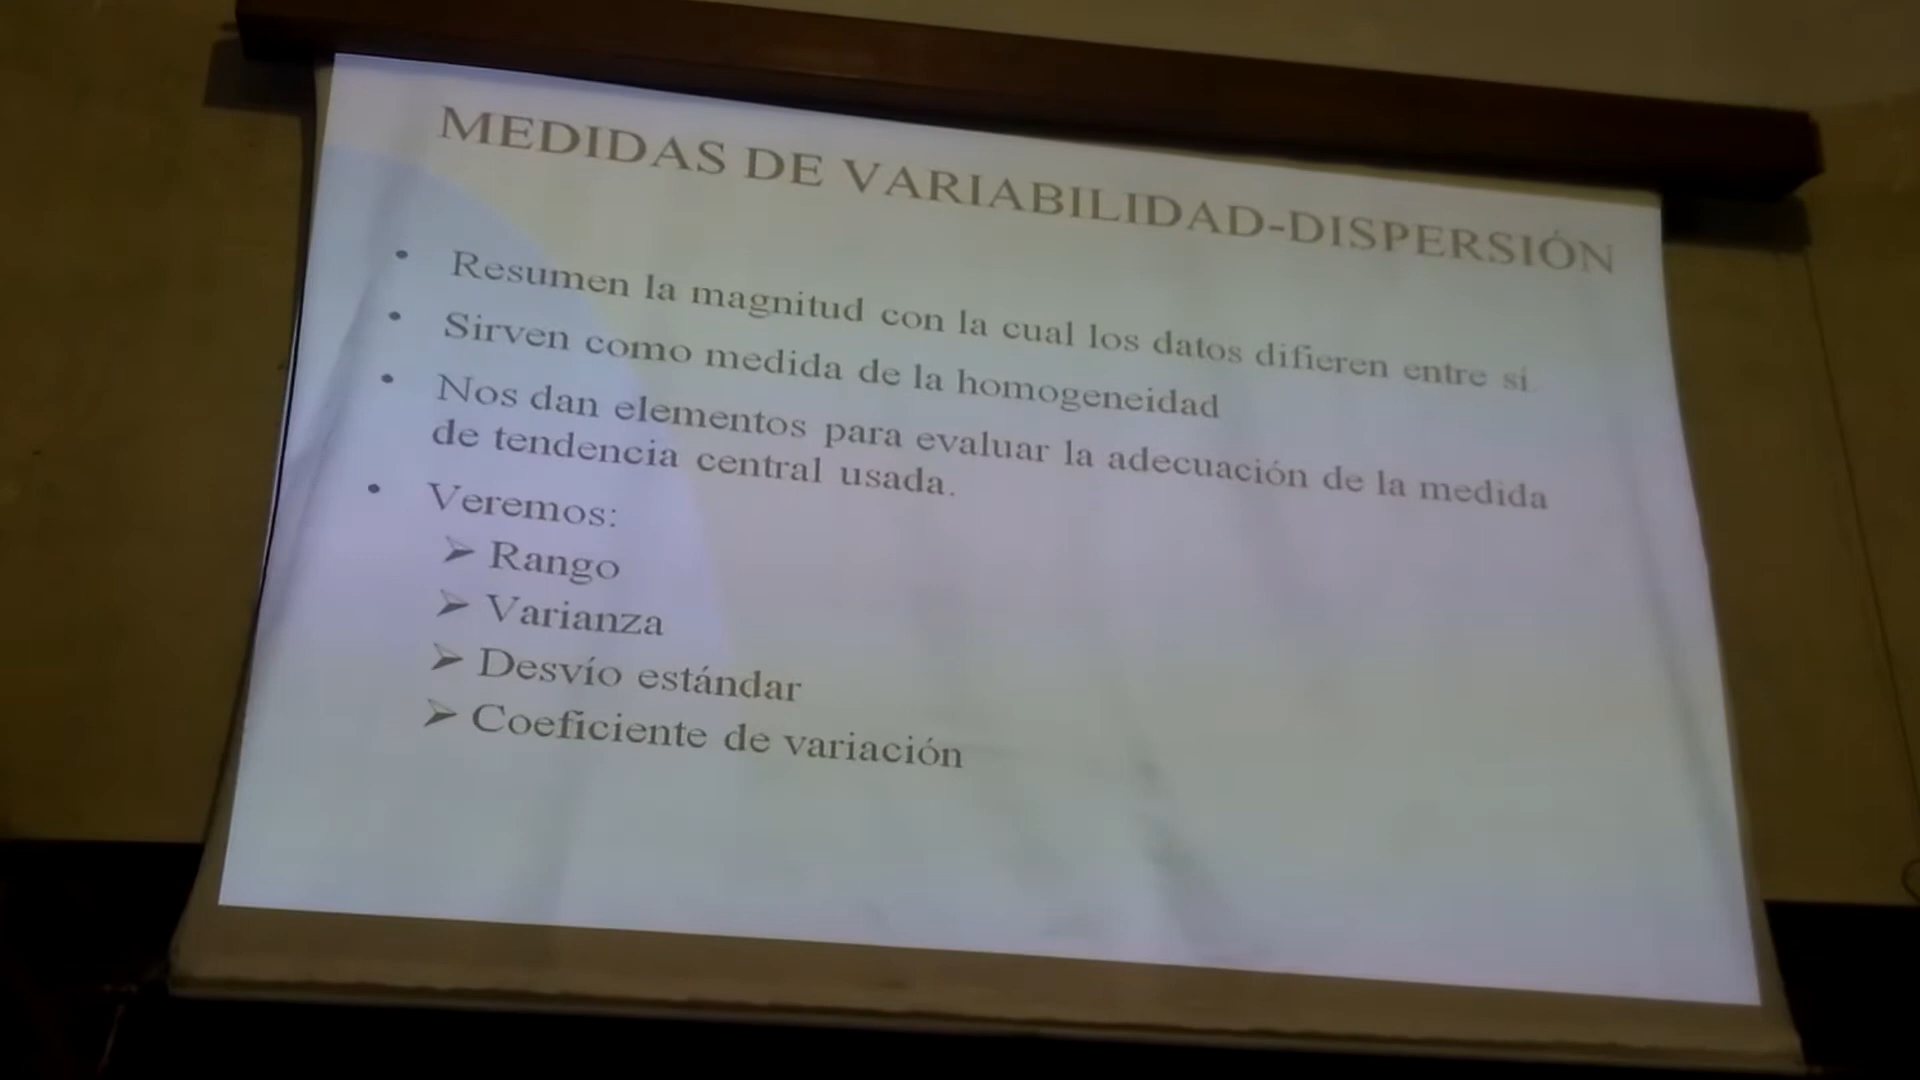 MEDIDAS DE VARIABILIDAD-DISPERSIÓN
• Resumen la magnitud con la cual los datos difieren entre sí.
• Sirven como medida de la homogeneidad
• Nos dan elementos para evaluar la adecuación de la medida
de tendencia central usada.
• Veremos:
➢ Rango
➢ Varianza
➢ Desvío estándar
➢ Coeficiente de variación